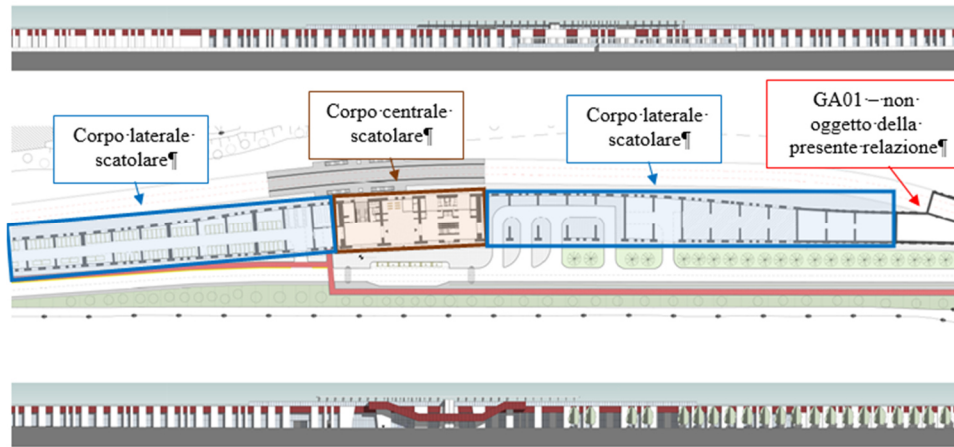 Corpo·laterale·
scatolare¶
Corpo·centrale·
scatolare¶
Corpo·laterale·
scatolare¶
GA01·–·non·
oggetto·della·
presente·relazione¶